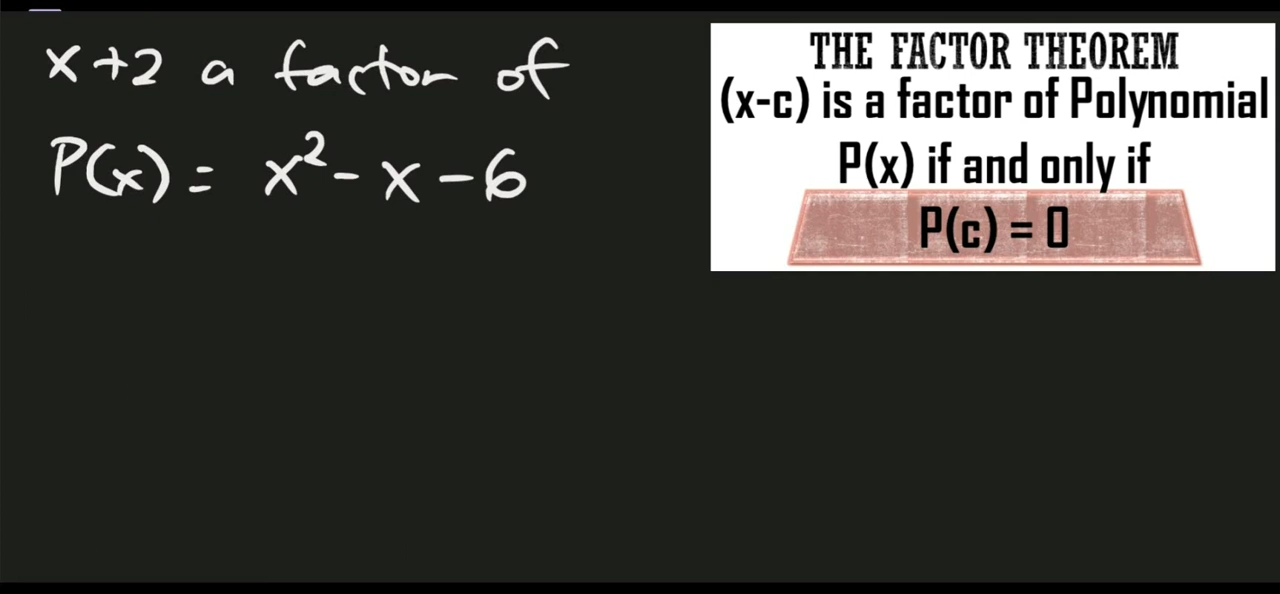 x+2 a factor of
P(x) = x² - x - 6
THE FACTOR THEOREM
(x-c) is a factor of Polynomial
P(x) if and only if
P(c) = 0